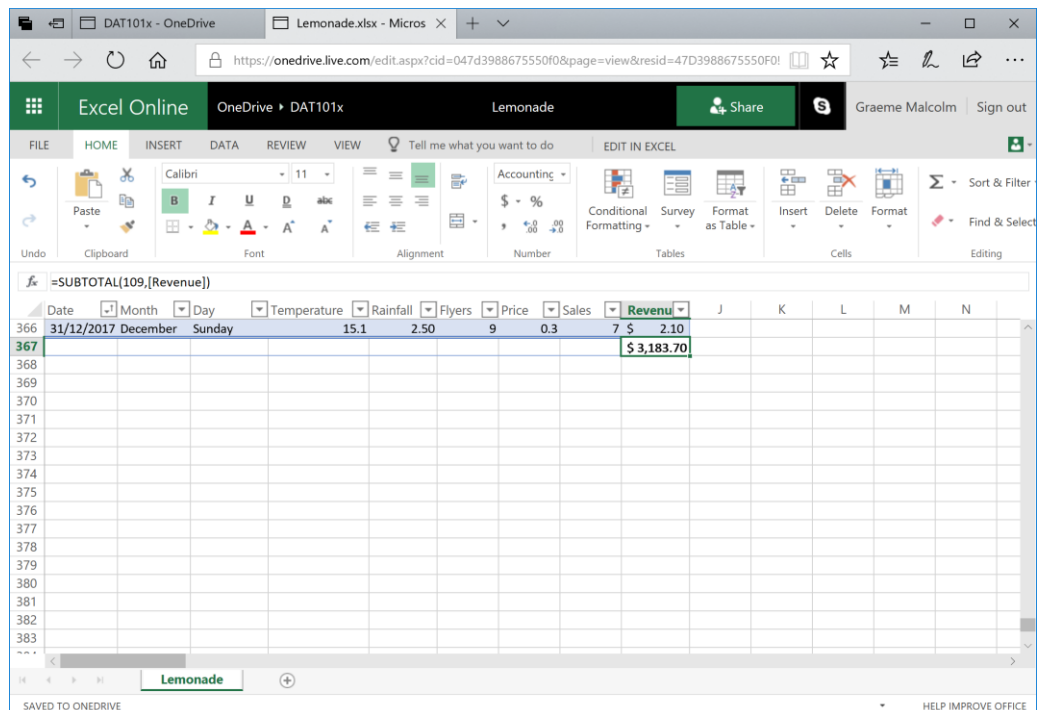 DAT101x - OneDrive Lemonade.xlsx - Micros
https://onedrive.live.com/edit.aspx?cid=047d3988675550f0&page=view&resid=47D3988675550F0!
Excel Online OneDrive ▸ DAT101x Lemonade Share Graeme Malcolm Sign out
FILE HOME INSERT DATA REVIEW VIEW Tell me what you want to do EDIT IN EXCEL
Calibri 11 Accounting Σ Sort & Filter
B I U D abc $ - %
Paste Conditional Survey Format Insert Delete Format
Formatting as Table Find & Select
A A A , .0 .00 .00 .0
Undo Clipboard Font Alignment Number Tables Cells Editing
fx =SUBTOTAL(109,[Revenue])
Date Month Day Temperature Rainfall Flyers Price Sales Revenu J K L M N
366 31/12/2017 December Sunday 15.1 2.50 9 0.3 7 $ 2.10
367 $ 3,183.70
368
369
370
371
372
373
374
375
376
377
378
379
380
381
382
383
Lemonade
SAVED TO ONEDRIVE HELP IMPROVE OFFICE